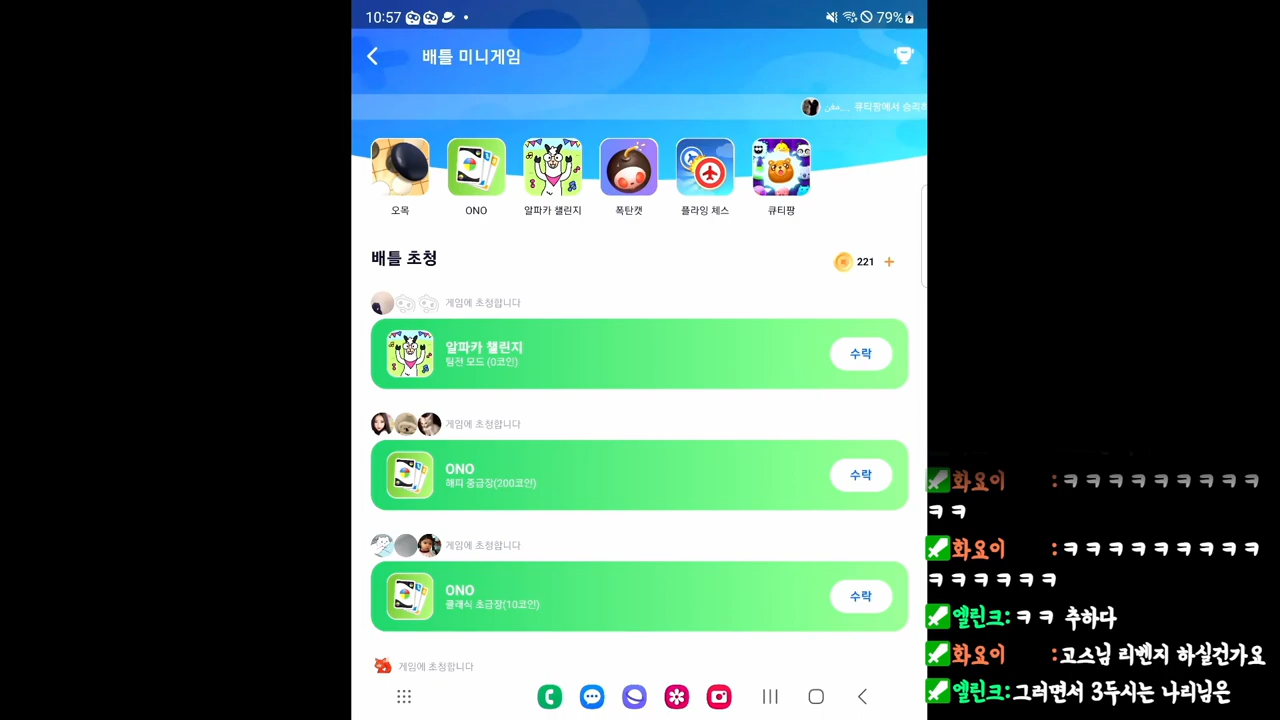 10:57
79%
배틀 미니게임
... 큐티팡에서 승리하
오목
ONO
알파카 챌린지
폭탄캣
플라잉 체스
큐티팡
배틀 초청
221 +
게임에 초청합니다
알파카 챌린지
팀전 모드 (0코인)
수락
게임에 초청합니다
ONO
해피 중급장(200코인)
수락
게임에 초청합니다
ONO
클래식 초급장(10코인)
수락
게임에 초청합니다
화요이 :ㅋㅋㅋㅋㅋㅋㅋㅋㅋ
ㅋㅋ
화요이 :ㅋㅋㅋㅋㅋㅋㅋㅋㅋ
ㅋㅋㅋㅋㅋㅋ
엘린크:ㅋㅋ 추하다
화요이 :고스님 리벤지 하실건가요
엘린크:그러면서 3두시는 나리님은